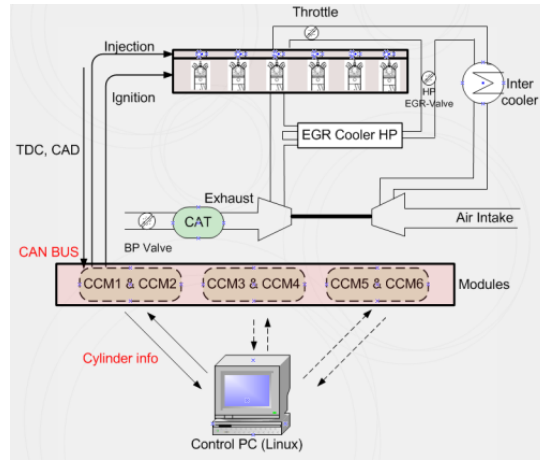 Throttle
Injection
Ignition
HP
EGR-Valve
Inter
cooler
TDC, CAD
EGR Cooler HP
Exhaust
CAT
Air Intake
BP Valve
CAN BUS
CCM1 & CCM2
CCM3 & CCM4
CCM5 & CCM6
Modules
Cylinder info
Control PC (Linux)